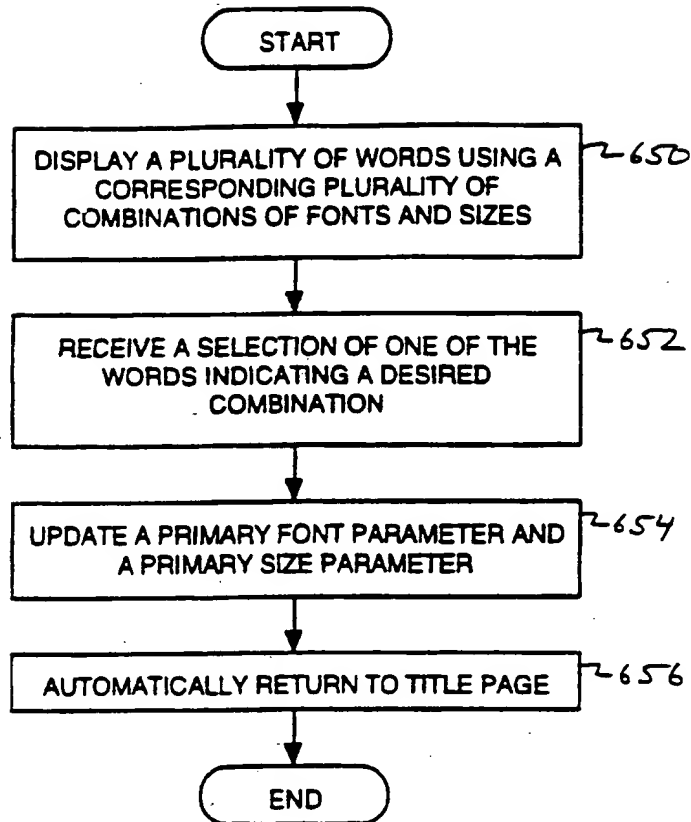 START
DISPLAY A PLURALITY OF WORDS USING A
CORRESPONDING PLURALITY OF
COMBINATIONS OF FONTS AND SIZES
650
RECEIVE A SELECTION OF ONE OF THE
WORDS INDICATING A DESIRED
COMBINATION
652
UPDATE A PRIMARY FONT PARAMETER AND
A PRIMARY SIZE PARAMETER
654
AUTOMATICALLY RETURN TO TITLE PAGE
656
END